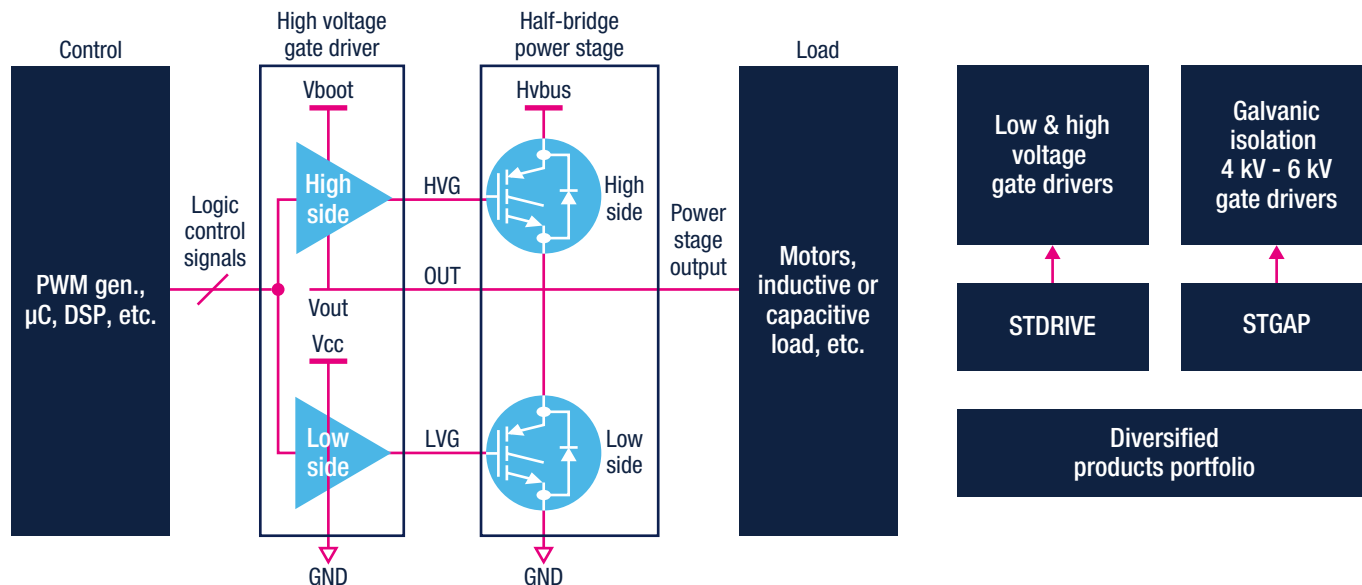 Control
PWM gen.,
µC, DSP, etc.
Logic
control
signals
High voltage
gate driver
Vboot
High
side
Vout
Vcc
Low
side
GND
HVG
OUT
LVG
Half-bridge
power stage
Hvbus
High
side
Low
side
GND
Power
stage
output
Load
Motors,
inductive or
capacitive
load, etc.
Low & high
voltage
gate drivers
STDRIVE
Galvanic
isolation
4 kV - 6 kV
gate drivers
STGAP
Diversified
products portfolio